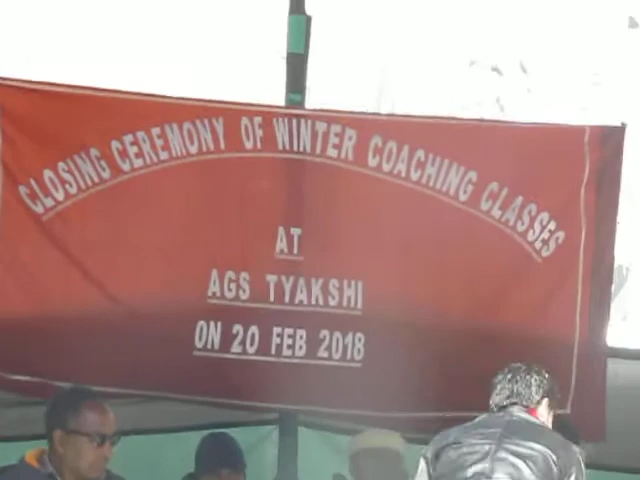 CLOSING CEREMONY OF WINTER COACHING CLASSES
AT
AGS TYAKSHI
ON 20 FEB 2018